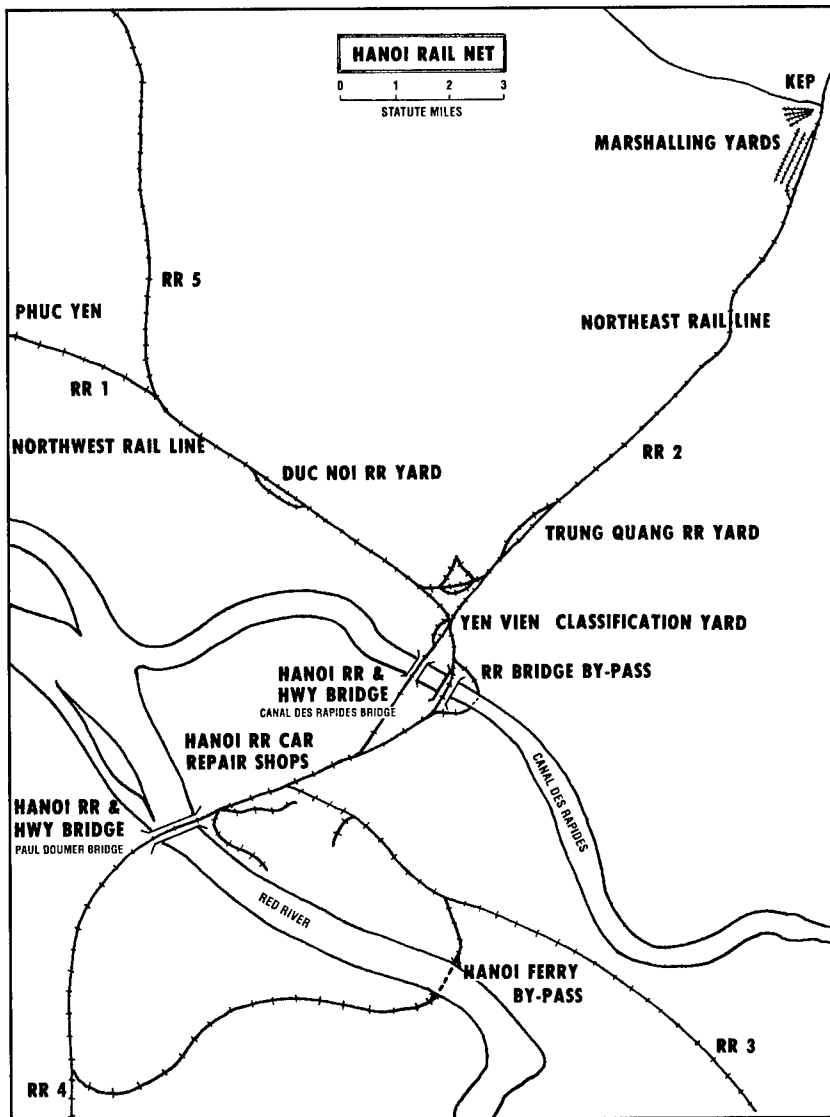 HANOI RAIL NET
0 1 2 3
STATUTE MILES
KEP
MARSHALLING YARDS
RR 5
PHUC YEN
NORTHEAST RAIL LINE
RR 1
NORTHWEST RAIL LINE
RR 2
DUC NOI RR YARD
TRUNG QUANG RR YARD
YEN VIEN CLASSIFICATION YARD
HANOI RR &
HWY BRIDGE
CANAL DES RAPIDES BRIDGE
RR BRIDGE BY-PASS
HANOI RR CAR
REPAIR SHOPS
CANAL DES RAPIDES
HANOI RR &
HWY BRIDGE
PAUL DOUMER BRIDGE
RED RIVER
HANOI FERRY
BY-PASS
RR 3
RR 4